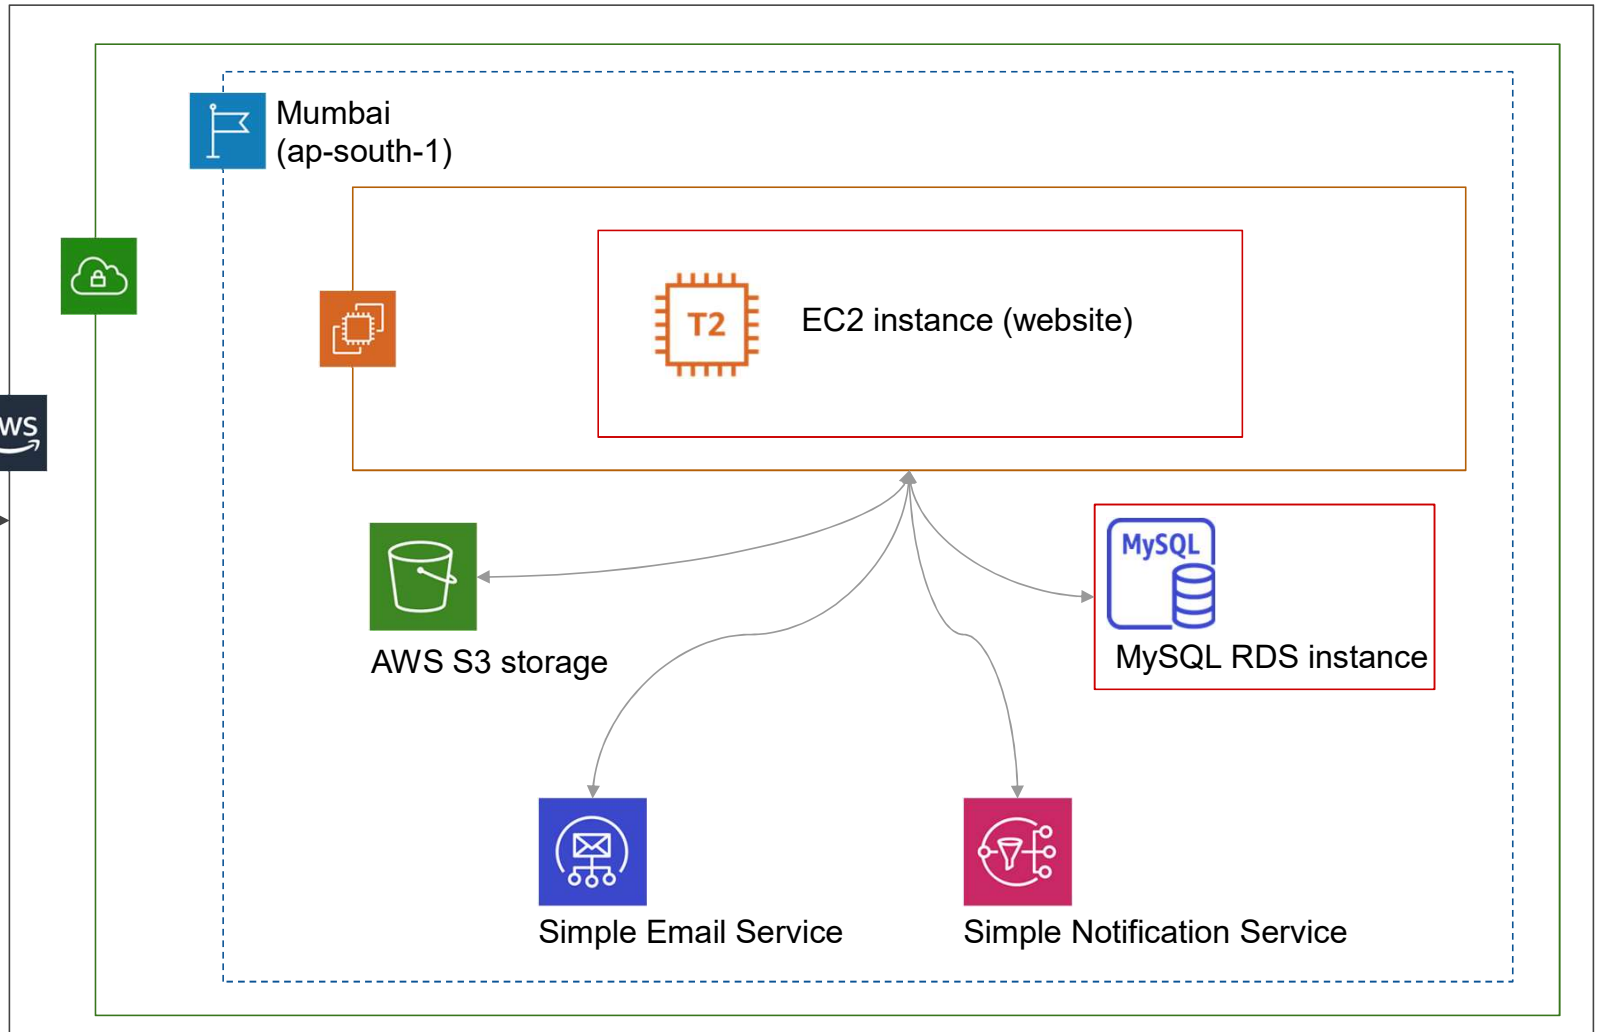 Mumbai
(ap-south-1)
T2
EC2 instance (website)
ws
MySQL
MySQL RDS instance
AWS S3 storage
Simple Email Service
Simple Notification Service